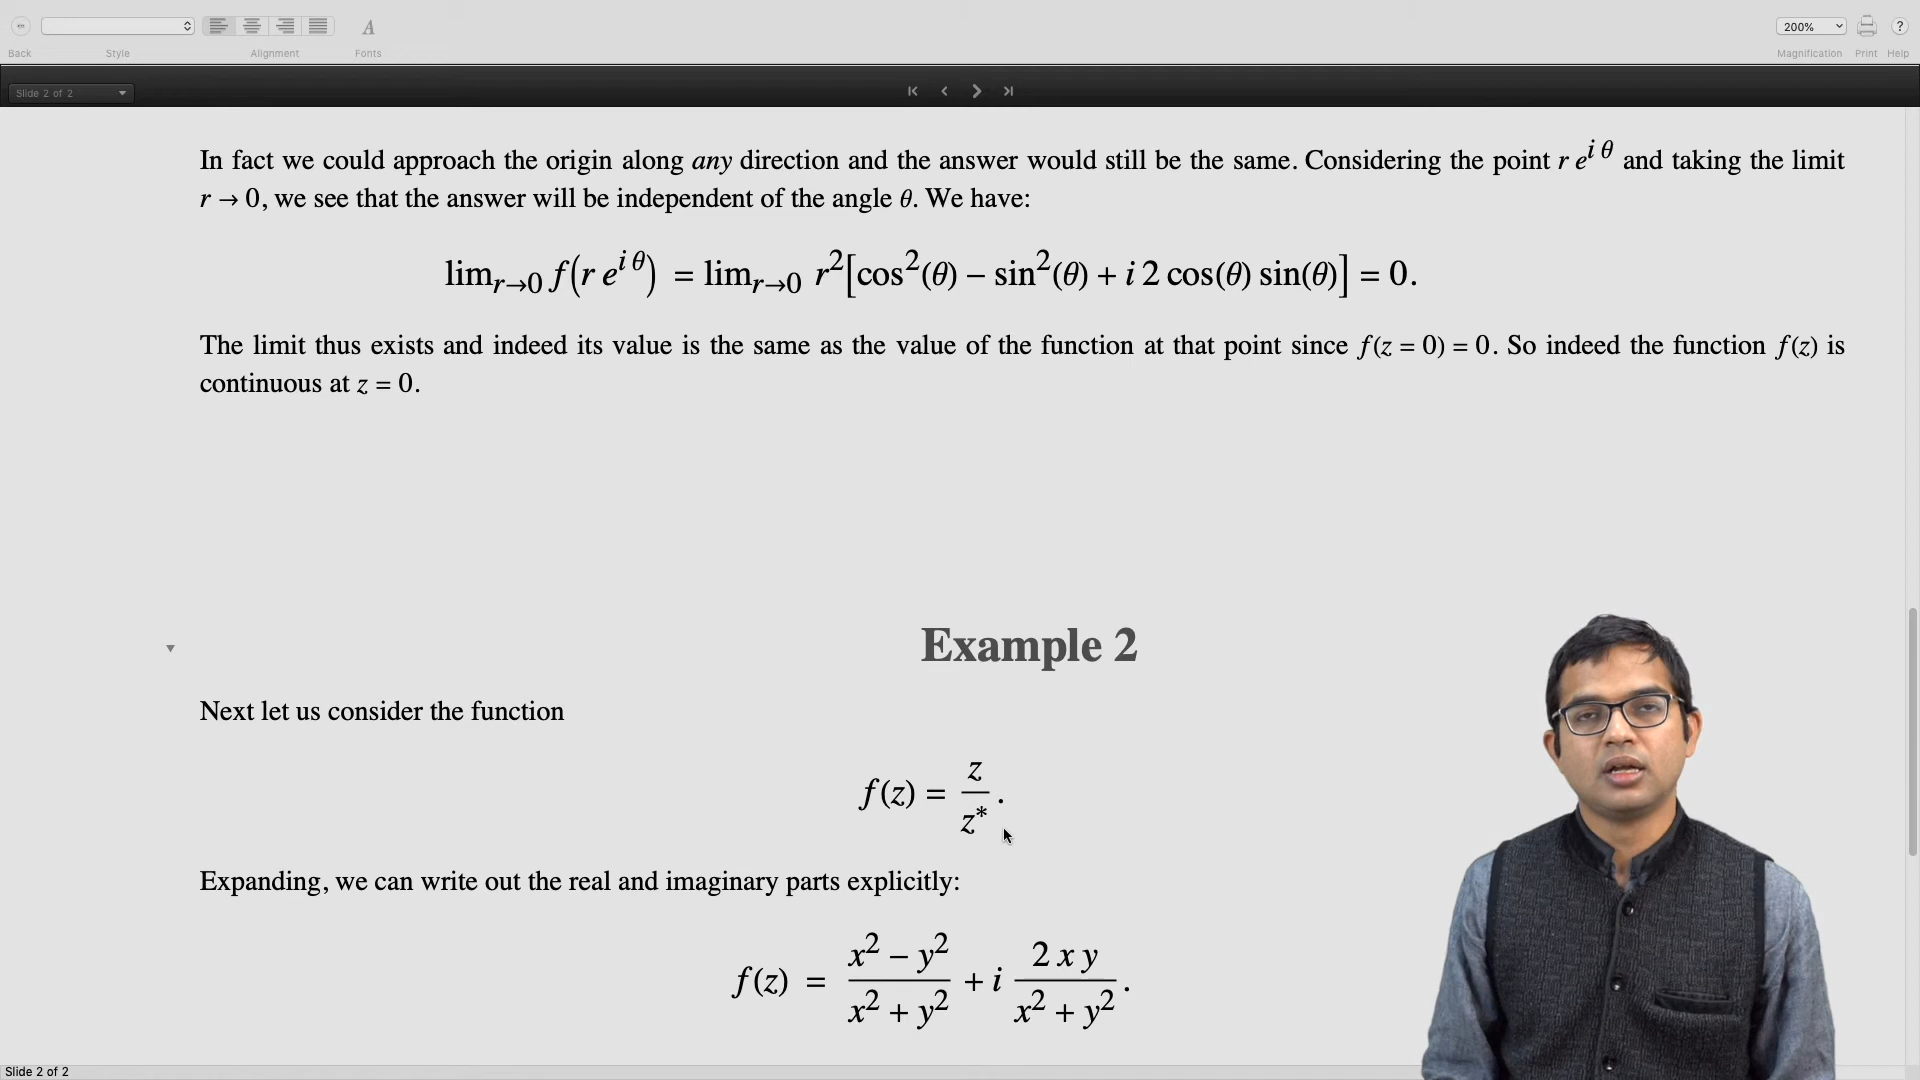 200%
Back Style Alignment Fonts Magnification Print Help
Slide 2 of 2
In fact we could approach the origin along any direction and the answer would still be the same. Considering the point r e^{i θ} and taking the limit
r → 0, we see that the answer will be independent of the angle θ. We have:
lim_{r→0} f(r e^{i θ}) = lim_{r→0} r^2[cos^2(θ) − sin^2(θ) + i 2 cos(θ) sin(θ)] = 0.
The limit thus exists and indeed its value is the same as the value of the function at that point since f(z = 0) = 0. So indeed the function f(z) is
continuous at z = 0.
Example 2
Next let us consider the function
f(z) = z / z^*.
Expanding, we can write out the real and imaginary parts explicitly:
f(z) = (x^2 − y^2) / (x^2 + y^2) + i (2 x y) / (x^2 + y^2).
Slide 2 of 2